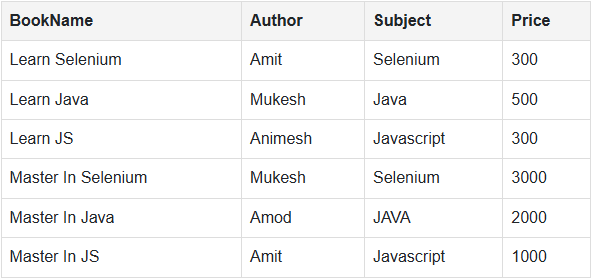 BookName Author Subject Price
Learn Selenium Amit Selenium 300
Learn Java Mukesh Java 500
Learn JS Animesh Javascript 300
Master In Selenium Mukesh Selenium 3000
Master In Java Amod JAVA 2000
Master In JS Amit Javascript 1000